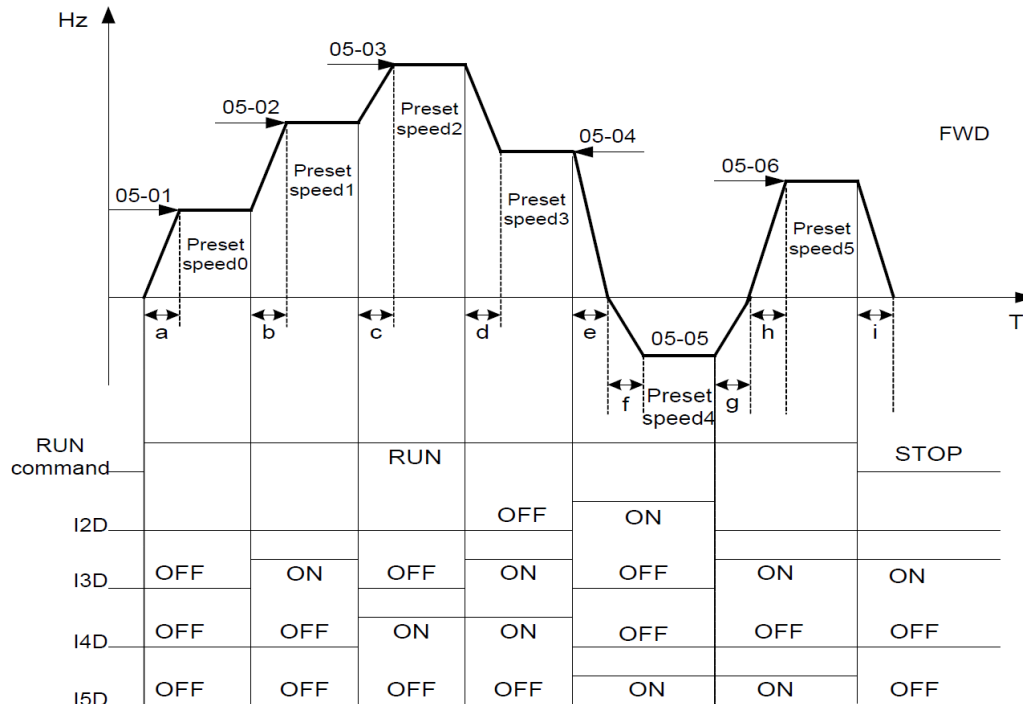 Hz
05-03
05-02
Preset
speed2
05-04
FWD
Preset
speed1
05-06
05-01
Preset
speed3
Preset
speed0
Preset
speed5
T
a
b
c
d
e
05-05
h
i
f
Preset
speed4
g
RUN
command
RUN
STOP
I2D
OFF
ON
I3D
OFF
ON
OFF
ON
OFF
ON
ON
I4D
OFF
OFF
ON
ON
OFF
OFF
OFF
I5D
OFF
OFF
OFF
OFF
ON
ON
OFF